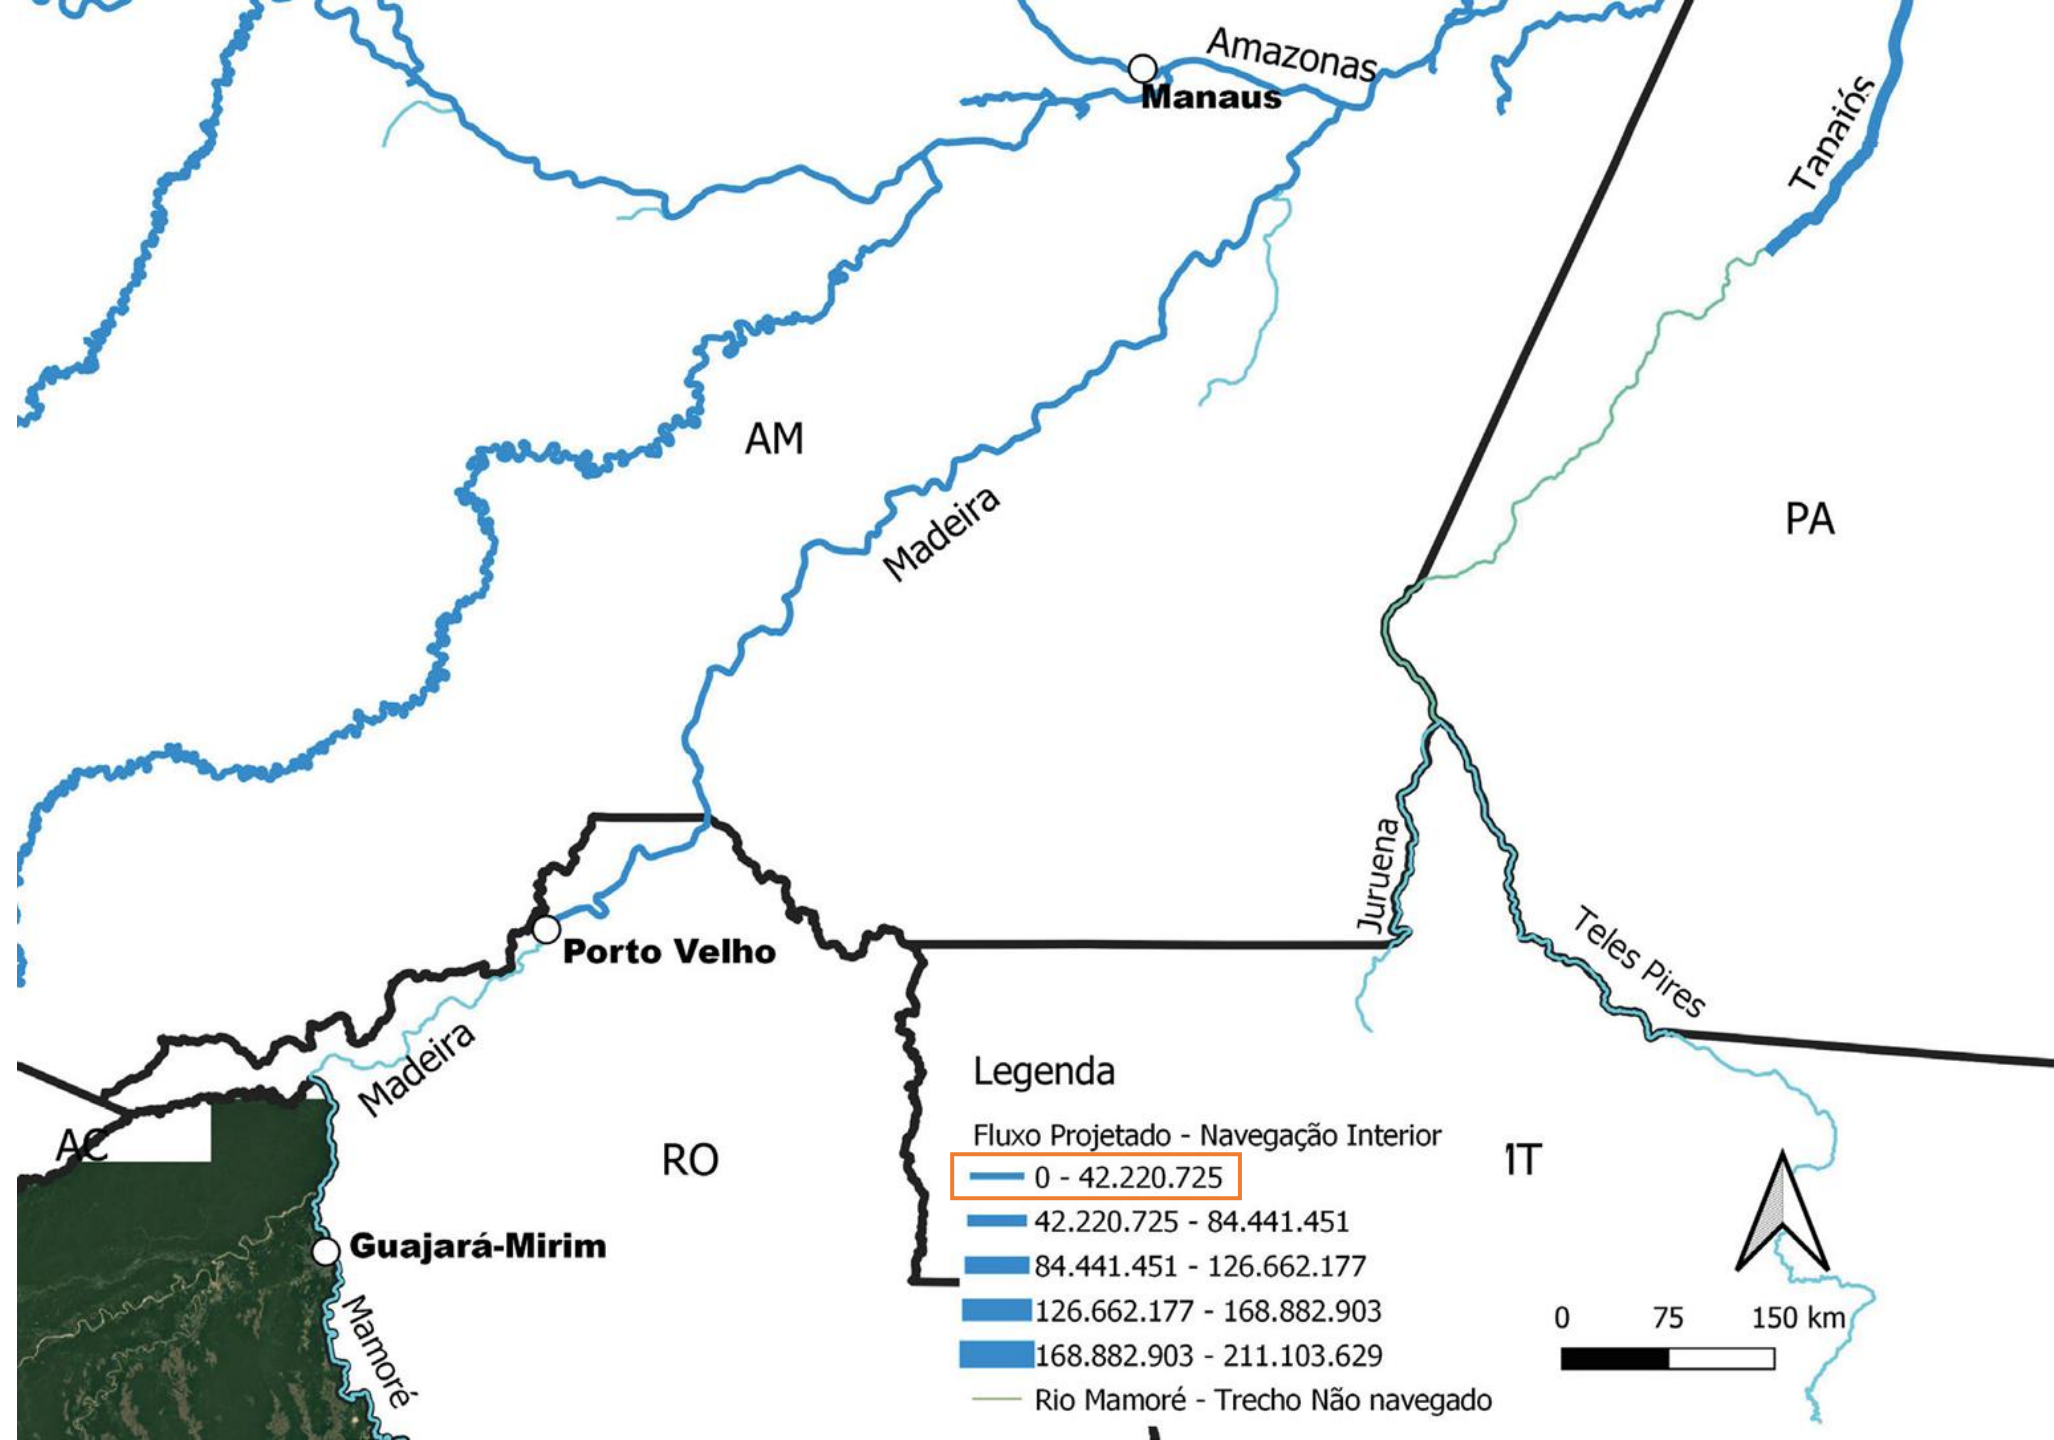 Amazonas
Manaus
Tapajós
AM
Madeira
PA
Juruena
Porto Velho
Teles Pires
Madeira
AC
RO
Guajará-Mirim
Mamoré
Legenda
Fluxo Projetado - Navegação Interior
0 - 42.220.725
42.220.725 - 84.441.451
84.441.451 - 126.662.177
126.662.177 - 168.882.903
168.882.903 - 211.103.629
Rio Mamoré - Trecho Não navegado
0 75 150 km